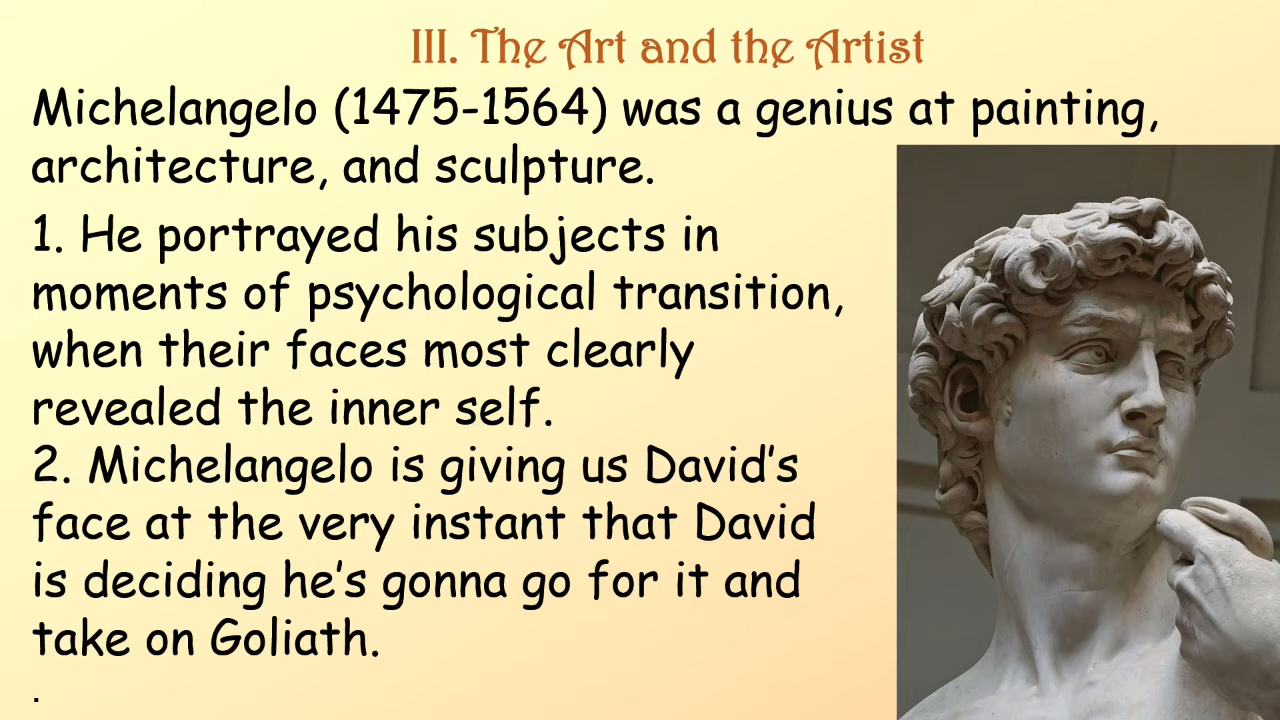 III. The Art and the Artist
Michelangelo (1475-1564) was a genius at painting,
architecture, and sculpture.
1. He portrayed his subjects in
moments of psychological transition,
when their faces most clearly
revealed the inner self.
2. Michelangelo is giving us David’s
face at the very instant that David
is deciding he’s gonna go for it and
take on Goliath.
.